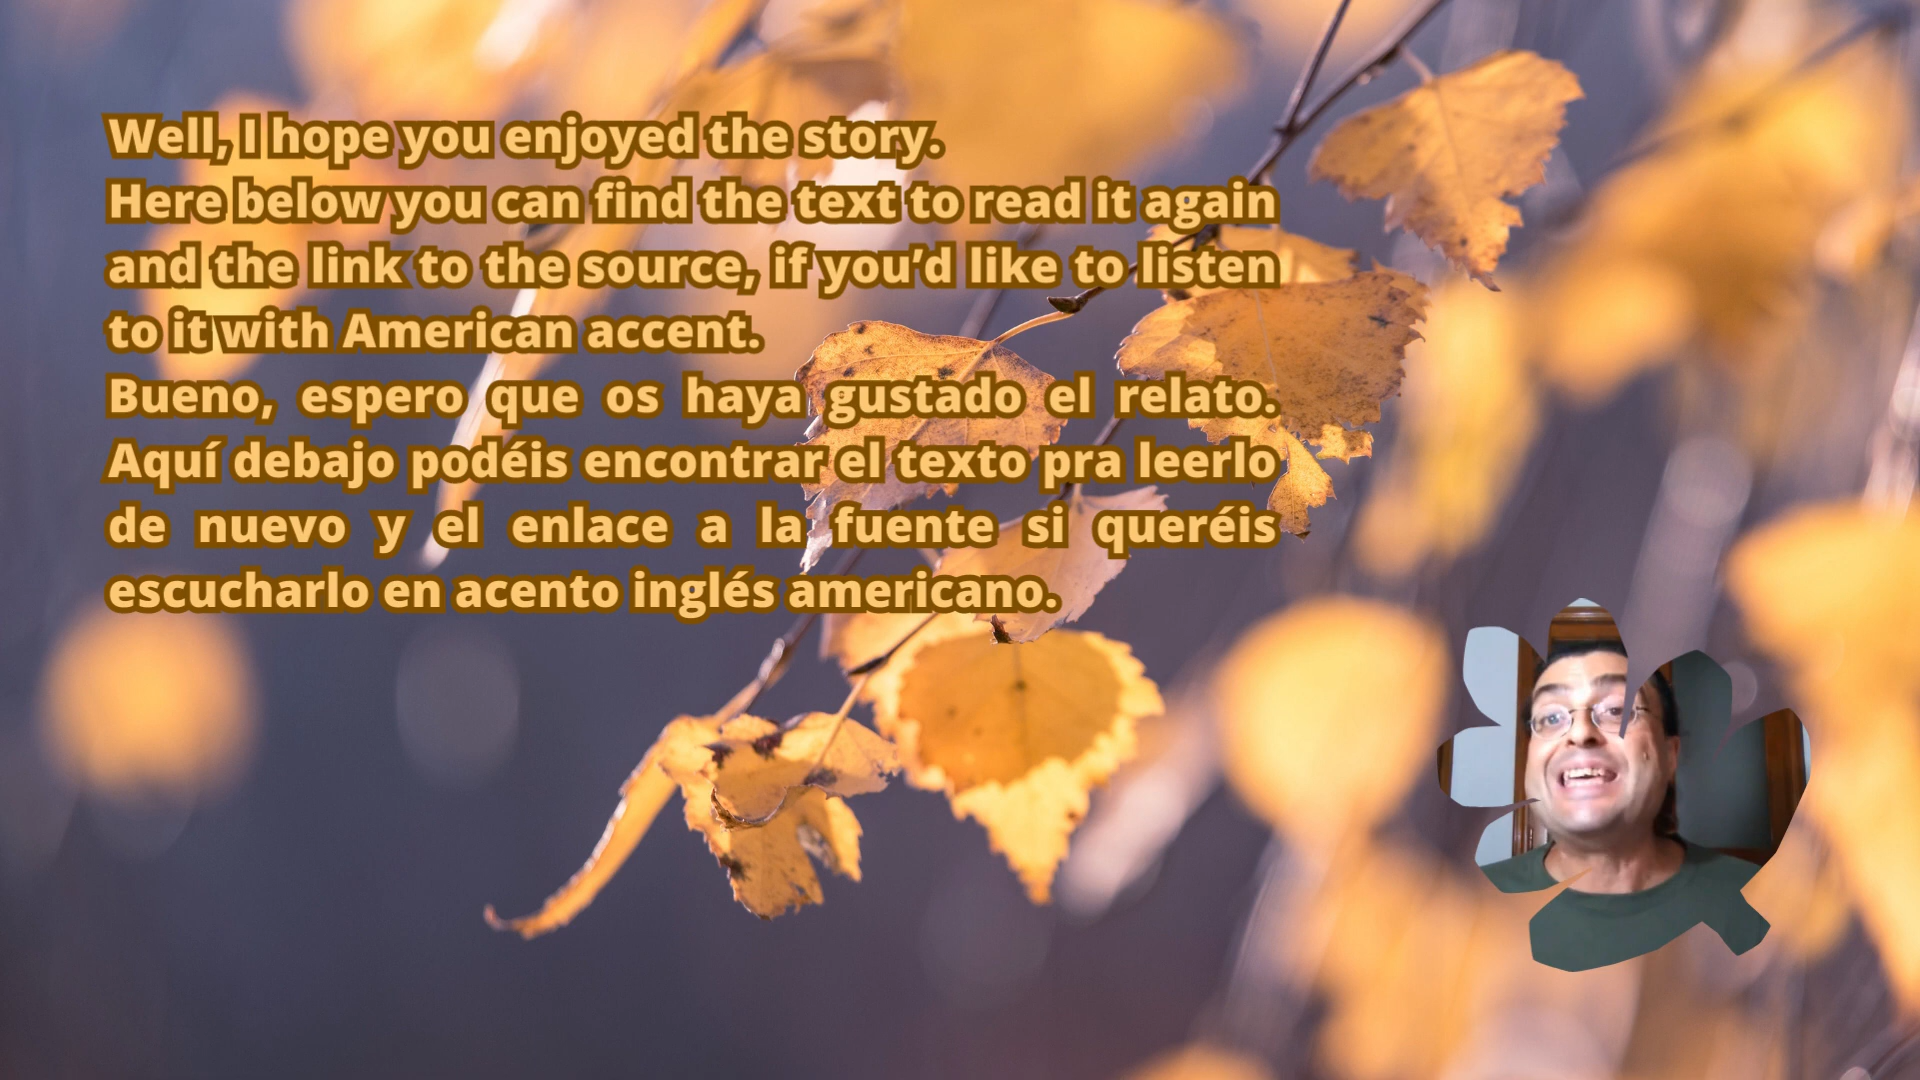 Well, I hope you enjoyed the story.
Here below you can find the text to read it again
and the link to the source, if you’d like to listen
to it with American accent.
Bueno, espero que os haya gustado el relato.
Aquí debajo podéis encontrar el texto pra leerlo
de nuevo y el enlace a la fuente si queréis
escucharlo en acento inglés americano.